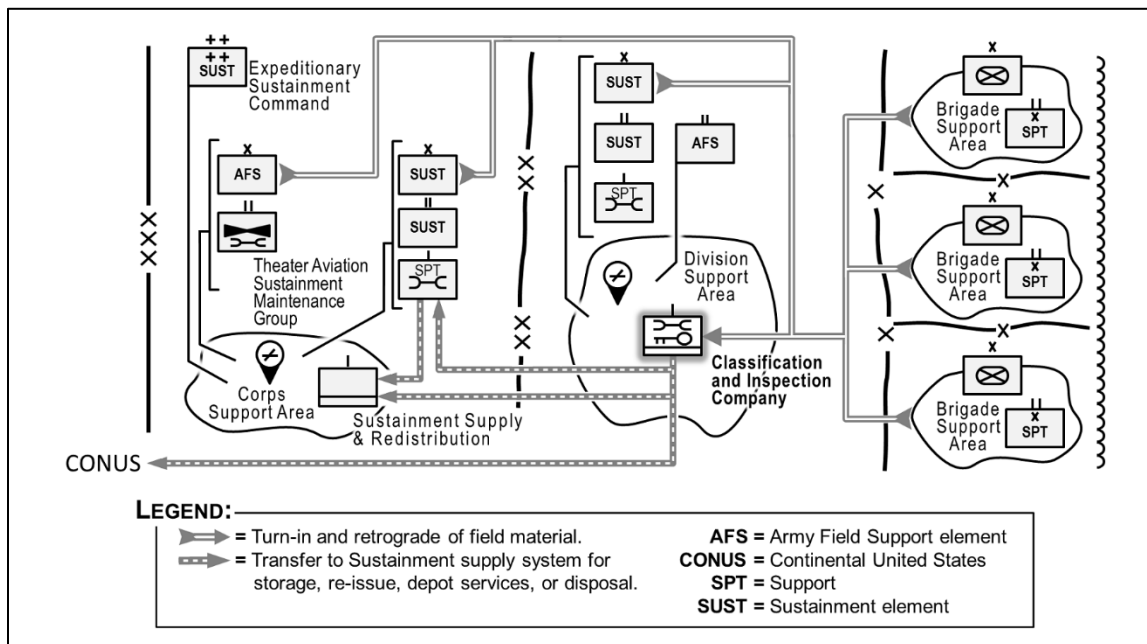 ++
++
SUST
Expeditionary
Sustainment
Command
X
AFS
II
Theater Aviation
Sustainment
Maintenance
Group
X
SUST
II
SUST
I
SPT
XXX
Corps
Support Area
I
Sustainment Supply
& Redistribution
CONUS
XX
XX
X
SUST
II
SUST
II
AFS
I
SPT
Division
Support
Area
I
Classification
and Inspection
Company
X
Brigade
Support
Area
II
X
SPT
X
X
X
Brigade
Support
Area
II
X
SPT
X
X
X
Brigade
Support
Area
II
X
SPT
LEGEND:
= Turn-in and retrograde of field material.
= Transfer to Sustainment supply system for
storage, re-issue, depot services, or disposal.
AFS = Army Field Support element
CONUS = Continental United States
SPT = Support
SUST = Sustainment element